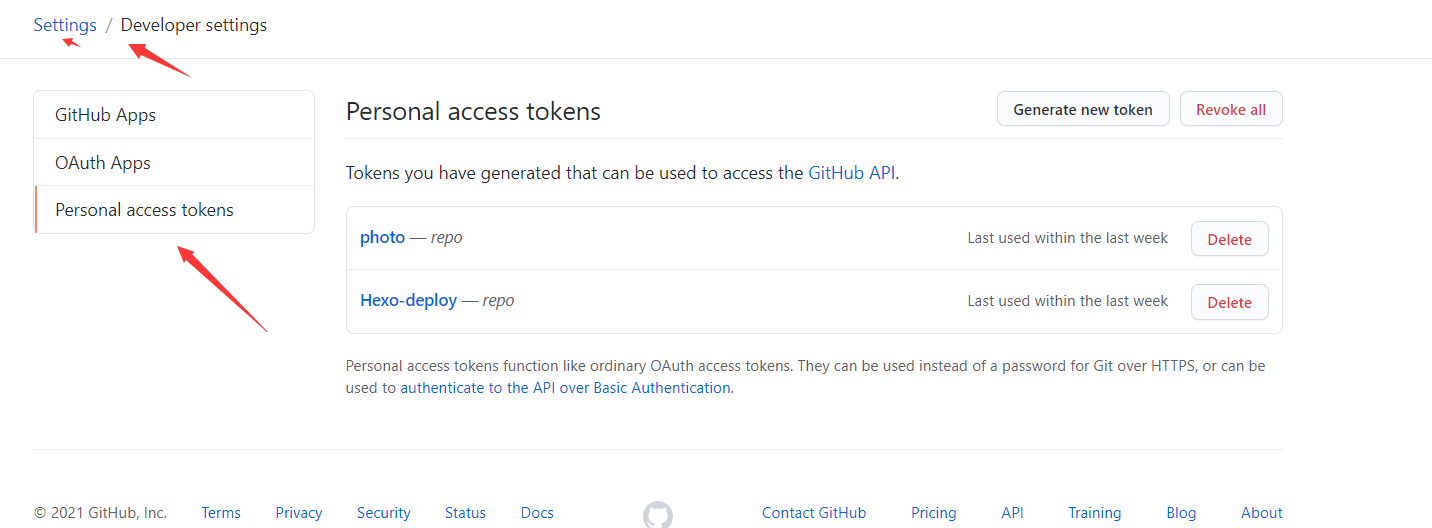 Settings / Developer settings
GitHub Apps
OAuth Apps
Personal access tokens
Personal access tokens
Generate new token
Revoke all
Tokens you have generated that can be used to access the GitHub API.
photo — repo
Last used within the last week
Delete
Hexo-deploy — repo
Last used within the last week
Delete
Personal access tokens function like ordinary OAuth access tokens. They can be used instead of a password for Git over HTTPS, or can be
used to authenticate to the API over Basic Authentication.
© 2021 GitHub, Inc. Terms Privacy Security Status Docs Contact GitHub Pricing API Training Blog About